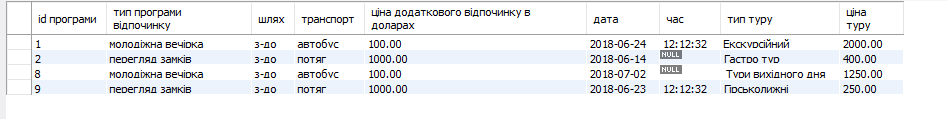 id програми тип програми відпочинку шлях транспорт ціна додаткового відпочинку в доларах дата час тип туру ціна туру
1 молодіжна вечірка з-до автобус 100.00 2018-06-24 12:12:32 Екскурсійний 2000.00
2 перегляд замків з-до потяг 1000.00 2018-06-14 NULL Гастро тур 400.00
8 молодіжна вечірка з-до автобус 100.00 2018-07-02 NULL Тури вихідного дня 1250.00
9 перегляд замків з-до потяг 1000.00 2018-06-23 12:12:32 Гірськолижні 250.00